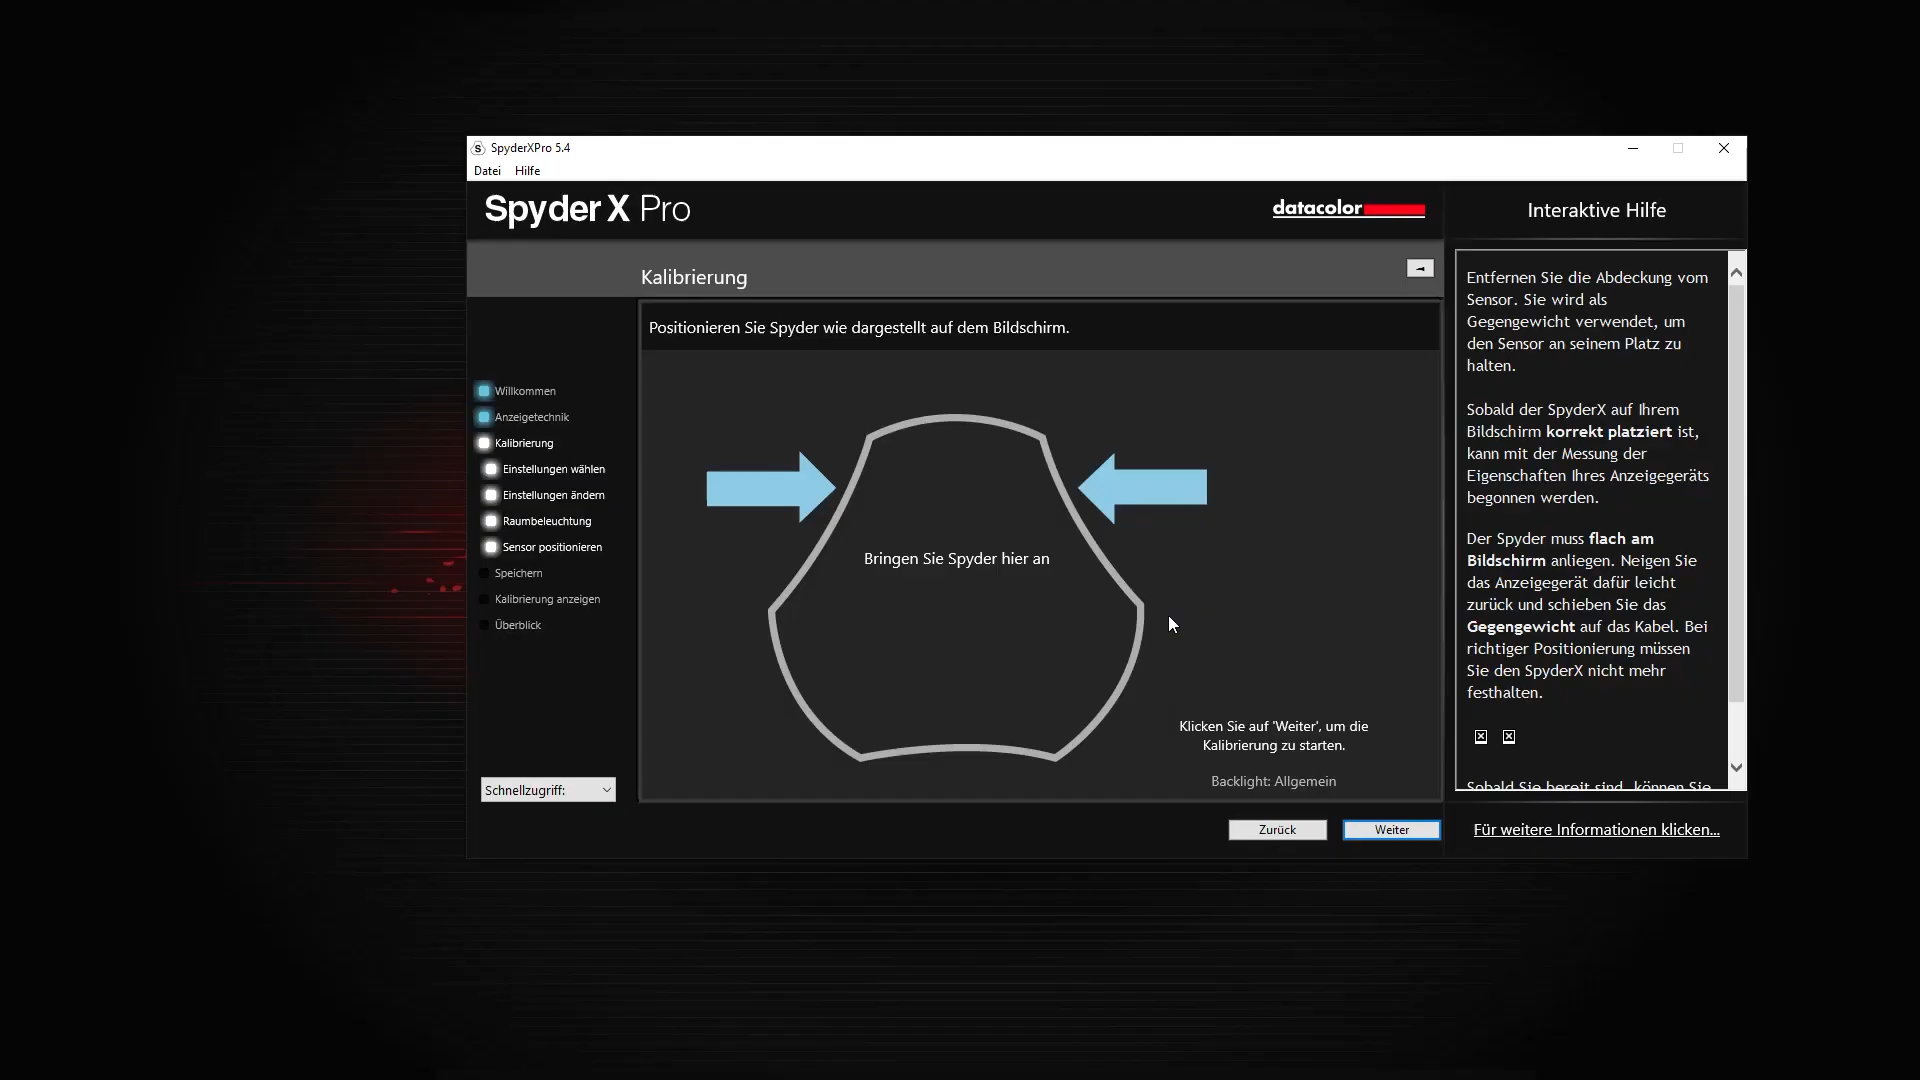 SpyderXPro 5.4
Datei Hilfe
Spyder X Pro
datacolor
Interaktive Hilfe
Kalibrierung
Positionieren Sie Spyder wie dargestellt auf dem Bildschirm.
Willkommen
Anzeigetechnik
Kalibrierung
Einstellungen wählen
Einstellungen ändern
Raumbeleuchtung
Sensor positionieren
Speichern
Kalibrierung anzeigen
Überblick
Schnellzugriff:
Bringen Sie Spyder hier an
Klicken Sie auf 'Weiter', um die
Kalibrierung zu starten.
Backlight: Allgemein
Zurück
Weiter
Entfernen Sie die Abdeckung vom
Sensor. Sie wird als
Gegengewicht verwendet, um
den Sensor an seinem Platz zu
halten.
Sobald der SpyderX auf Ihrem
Bildschirm korrekt platziert ist,
kann mit der Messung der
Eigenschaften Ihres Anzeigegeräts
begonnen werden.
Der Spyder muss flach am
Bildschirm anliegen. Neigen Sie
das Anzeigegerät dafür leicht
zurück und schieben Sie das
Gegengewicht auf das Kabel. Bei
richtiger Positionierung müssen
Sie den SpyderX nicht mehr
festhalten.
Sobald Sie bereit sind, können Sie
Für weitere Informationen klicken...